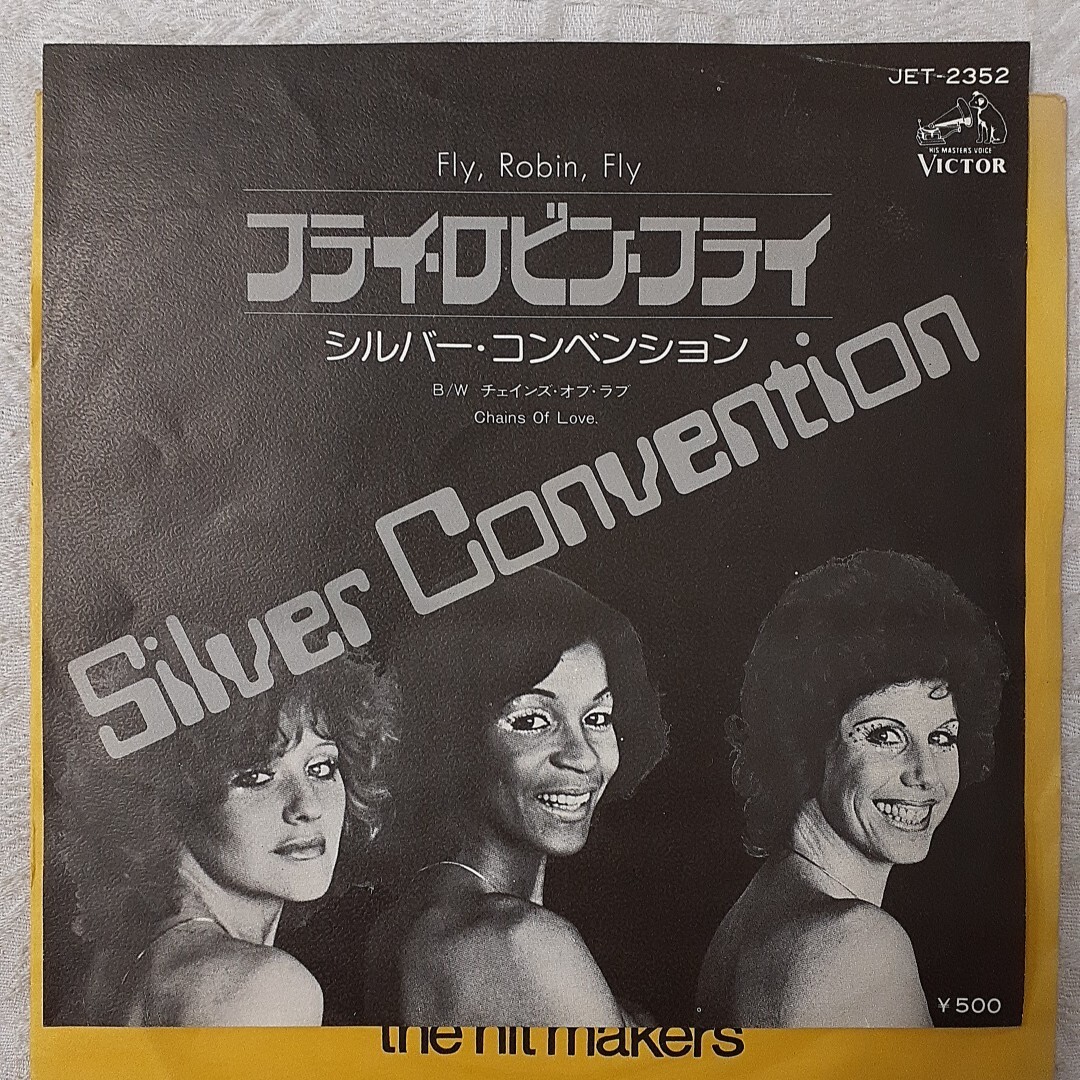 JET-2352
HIS MASTER'S VOICE
VICTOR
Fly, Robin, Fly
フライ・ロビン・フライ
シルバー・コンベンション
B/W チェインズ・オブ・ラブ
Chains Of Love.
Silver Convention
¥500
the hit makers